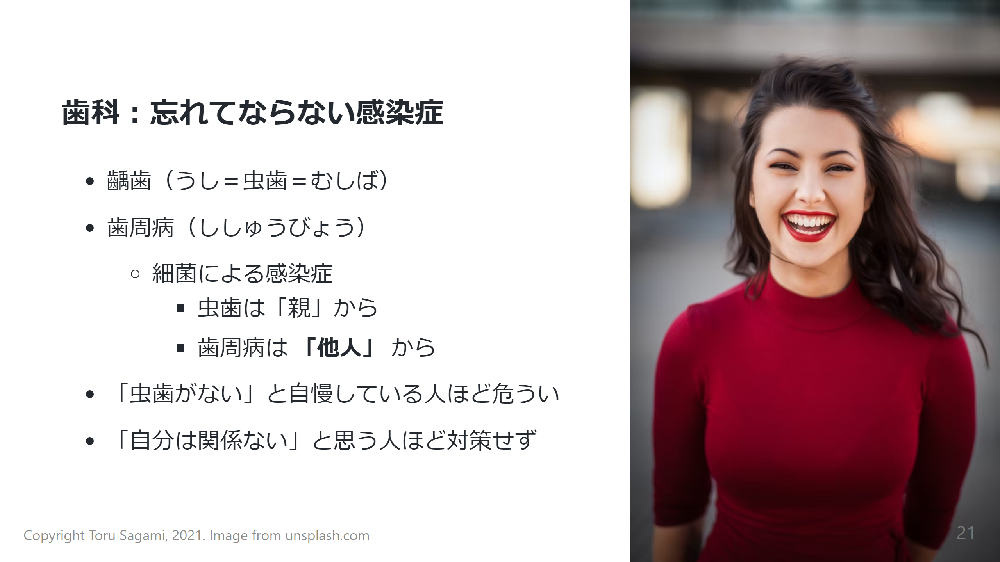 歯科：忘れてならない感染症
• 齲歯（うし＝虫歯＝むしば）
• 歯周病（ししゅうびょう）
○ 細菌による感染症
■ 虫歯は「親」から
■ 歯周病は 「他人」 から
• 「虫歯がない」と自慢している人ほど危うい
• 「自分は関係ない」と思う人ほど対策せず
Copyright Toru Sagami, 2021. Image from unsplash.com
21